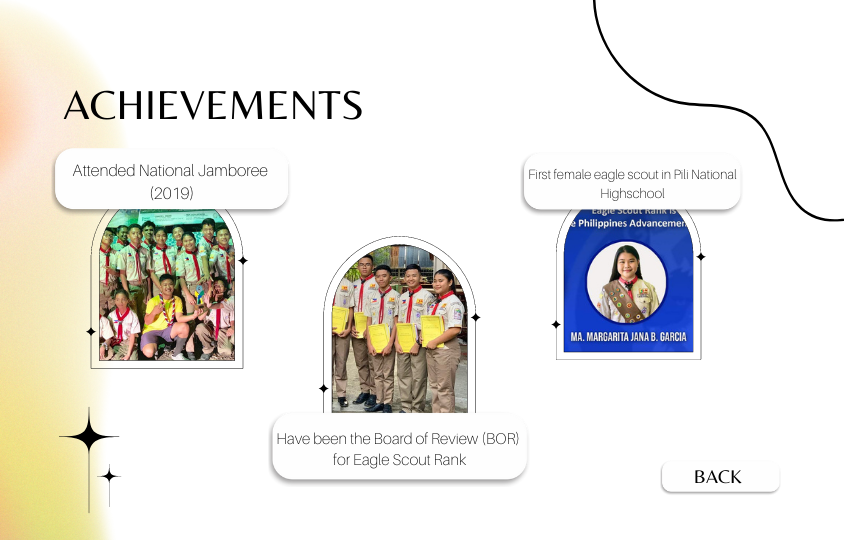 ACHIEVEMENTS
Attended National Jamboree
(2019)
First female eagle scout in Pili National
Highschool
Eagle Scout Rank is
e Philippines Advancemen
MA. MARGARITA JANA B. GARCIA
Have been the Board of Review (BOR)
for Eagle Scout Rank
BACK